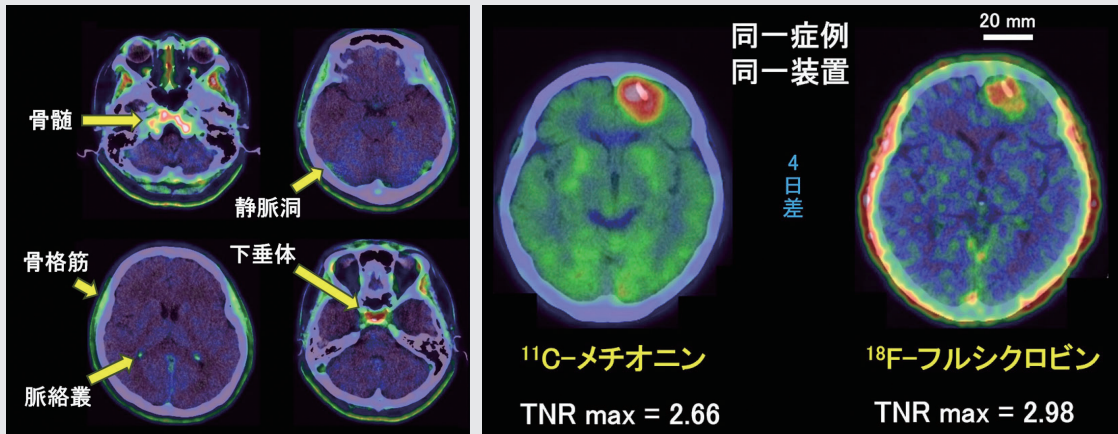 骨髄
静脈洞
骨格筋
下垂体
脈絡叢
同一症例
同一装置
20 mm
4日差
¹¹C-メチオニン
TNR max = 2.66
¹⁸F-フルシクロビン
TNR max = 2.98